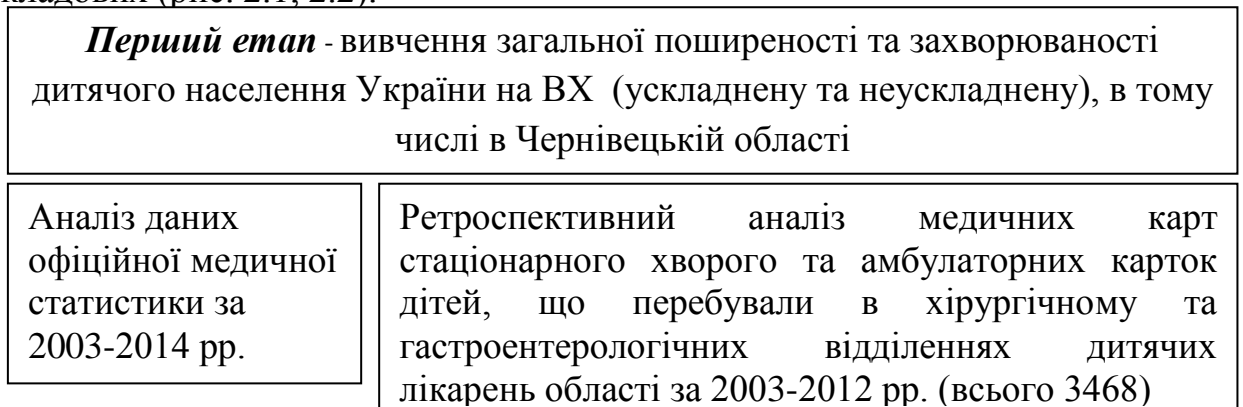 кладових (рис. 2.1, 2.2).
Перший етап - вивчення загальної поширеності та захворюваності
дитячого населення України на ВХ (ускладнену та неускладнену), в тому
числі в Чернівецькій області
Аналіз даних
офіційної медичної
статистики за
2003-2014 рр.
Ретроспективний аналіз медичних карт
стаціонарного хворого та амбулаторних карток
дітей, що перебували в хірургічному та
гастроентерологічних відділеннях дитячих
лікарень області за 2003-2012 рр. (всього 3468)